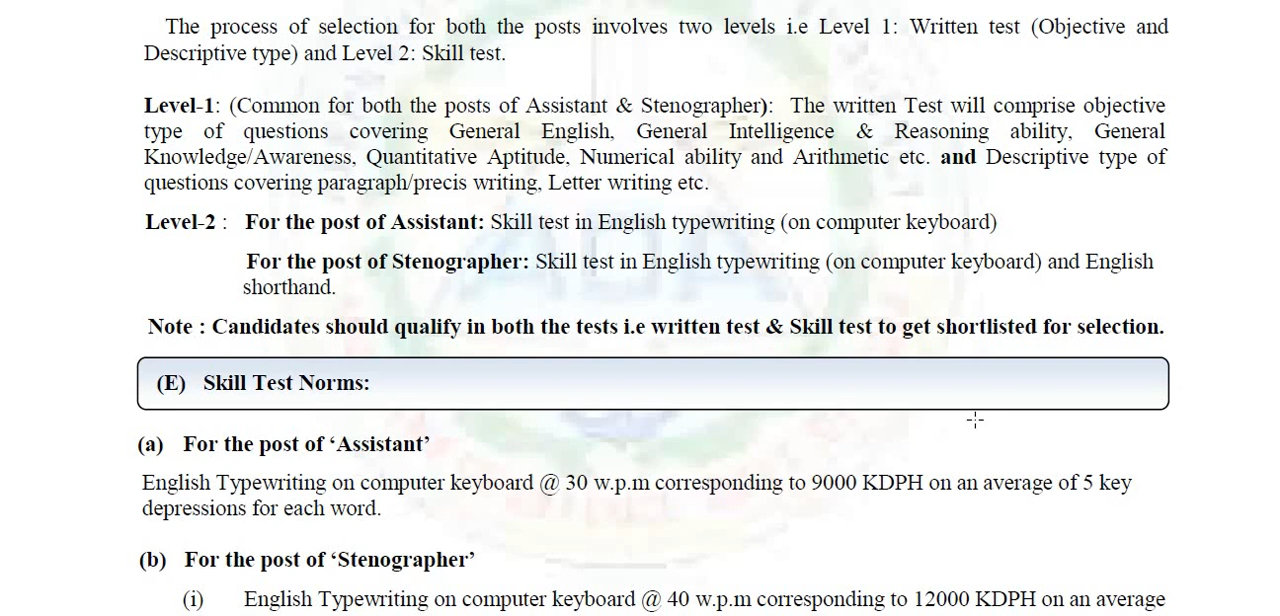 The process of selection for both the posts involves two levels i.e Level 1: Written test (Objective and
Descriptive type) and Level 2: Skill test.
Level-1: (Common for both the posts of Assistant & Stenographer): The written Test will comprise objective
type of questions covering General English, General Intelligence & Reasoning ability, General
Knowledge/Awareness, Quantitative Aptitude, Numerical ability and Arithmetic etc. and Descriptive type of
questions covering paragraph/precis writing, Letter writing etc.
Level-2 : For the post of Assistant: Skill test in English typewriting (on computer keyboard)
For the post of Stenographer: Skill test in English typewriting (on computer keyboard) and English
shorthand.
Note : Candidates should qualify in both the tests i.e written test & Skill test to get shortlisted for selection.
(E) Skill Test Norms:
(a) For the post of ‘Assistant’
English Typewriting on computer keyboard @ 30 w.p.m corresponding to 9000 KDPH on an average of 5 key
depressions for each word.
(b) For the post of ‘Stenographer’
(i) English Typewriting on computer keyboard @ 40 w.p.m corresponding to 12000 KDPH on an average